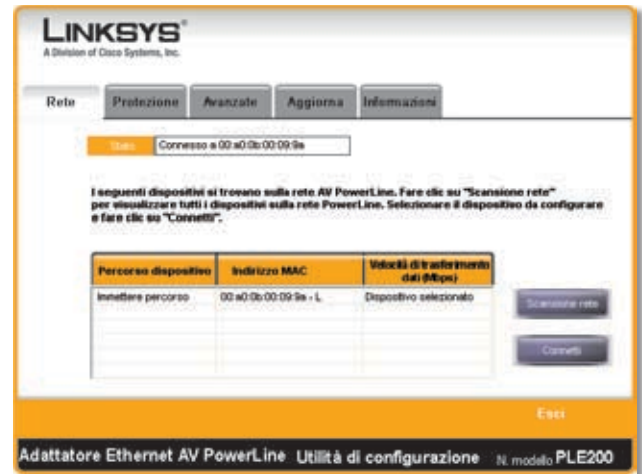 LINKSYS®
A Division of Cisco Systems, Inc.
Rete
Protezione
Avanzate
Aggiorna
Informazioni
Stato
Connesso a 00:a0:0b:00:09:9a
I seguenti dispositivi si trovano sulla rete AV PowerLine. Fare clic su "Scansione rete"
per visualizzare tutti i dispositivi sulla rete PowerLine. Selezionare il dispositivo da configurare
e fare clic su "Connetti".
Percorso dispositivo
Indirizzo MAC
Velocità di trasferimento
dati (Mbps)
Immettere percorso
00:a0:0b:00:09:9a - L
Dispositivo selezionato
Scansione rete
Connetti
Esci
Adattatore Ethernet AV PowerLine Utilità di configurazione N. modello PLE200